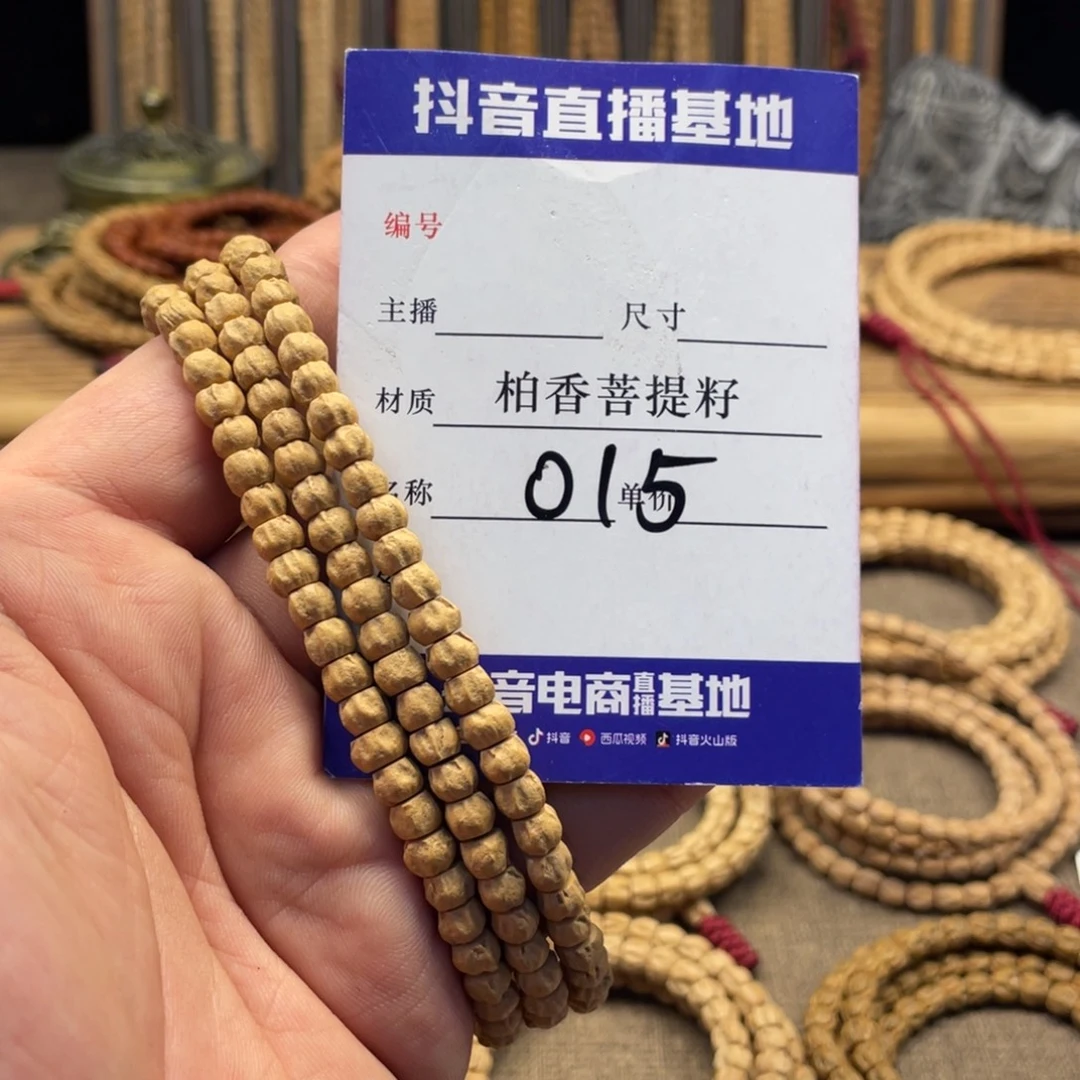 抖音直播基地
编号
主播 尺寸
材质 柏香菩提籽
称 015 单价
音电商直播基地
抖音 西瓜视频 抖音火山版